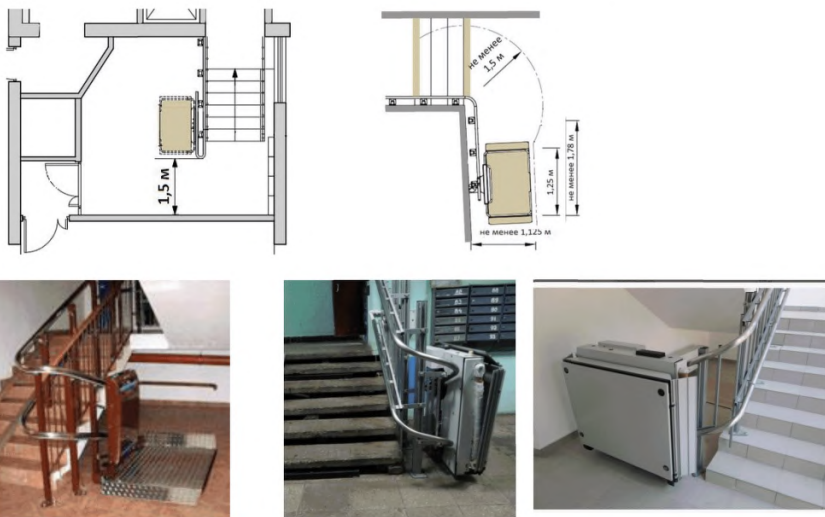 1,5 м
не менее
1,5 м
1,25 м
не менее 1,78 м
не менее 1,125 м